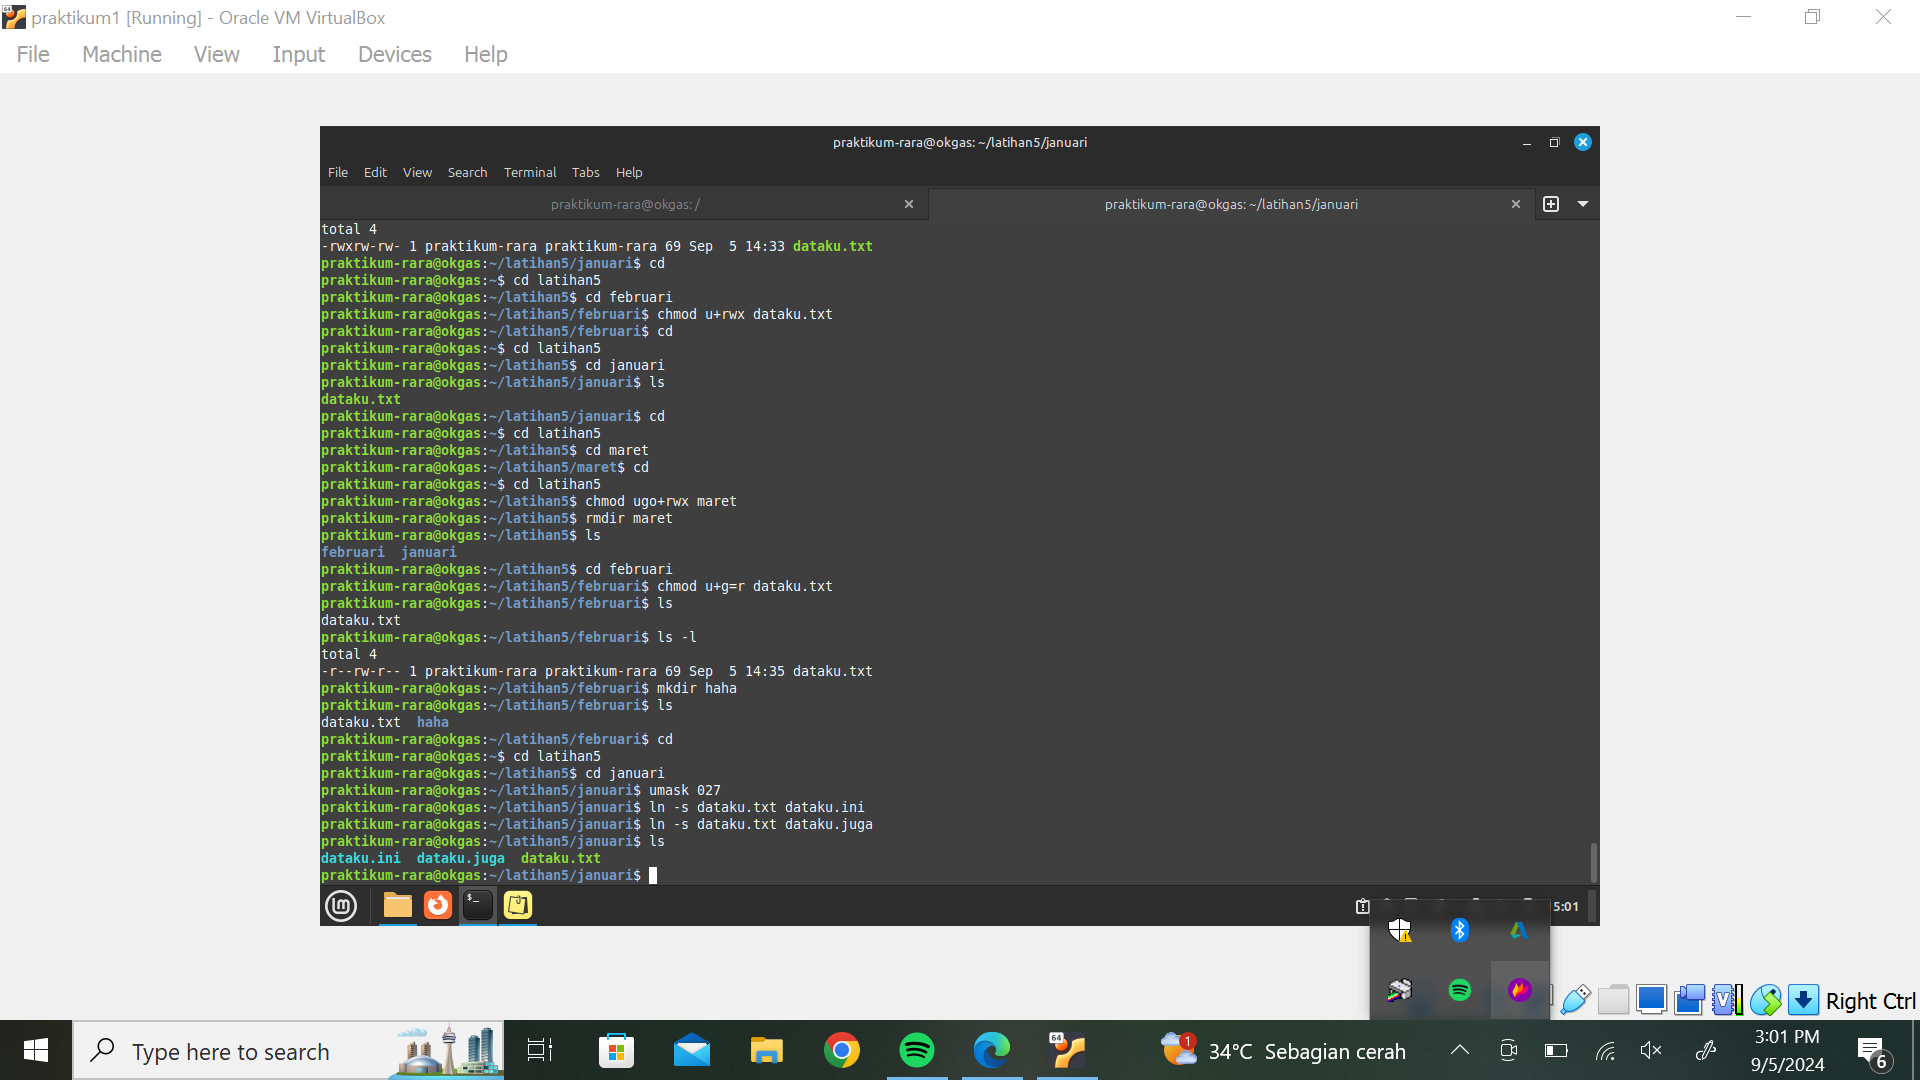 praktikum1 [Running] - Oracle VM VirtualBox
File Machine View Input Devices Help
praktikum-rara@okgas: ~/latihan5/januari
File Edit View Search Terminal Tabs Help
praktikum-rara@okgas: /
praktikum-rara@okgas: ~/latihan5/januari
total 4
-rwxrw-rw- 1 praktikum-rara praktikum-rara 69 Sep  5 14:33 dataku.txt
praktikum-rara@okgas:~/latihan5/januari$ cd
praktikum-rara@okgas:~$ cd latihan5
praktikum-rara@okgas:~/latihan5$ cd februari
praktikum-rara@okgas:~/latihan5/februari$ chmod u+rwx dataku.txt
praktikum-rara@okgas:~/latihan5/februari$ cd
praktikum-rara@okgas:~$ cd latihan5
praktikum-rara@okgas:~/latihan5$ cd januari
praktikum-rara@okgas:~/latihan5/januari$ ls
dataku.txt
praktikum-rara@okgas:~/latihan5/januari$ cd
praktikum-rara@okgas:~$ cd latihan5
praktikum-rara@okgas:~/latihan5$ cd maret
praktikum-rara@okgas:~/latihan5/maret$ cd
praktikum-rara@okgas:~$ cd latihan5
praktikum-rara@okgas:~/latihan5$ chmod ugo+rwx maret
praktikum-rara@okgas:~/latihan5$ rmdir maret
praktikum-rara@okgas:~/latihan5$ ls
februari  januari
praktikum-rara@okgas:~/latihan5$ cd februari
praktikum-rara@okgas:~/latihan5/februari$ chmod u+g=r dataku.txt
praktikum-rara@okgas:~/latihan5/februari$ ls
dataku.txt
praktikum-rara@okgas:~/latihan5/februari$ ls -l
total 4
-r--rw-r-- 1 praktikum-rara praktikum-rara 69 Sep  5 14:35 dataku.txt
praktikum-rara@okgas:~/latihan5/februari$ mkdir haha
praktikum-rara@okgas:~/latihan5/februari$ ls
dataku.txt  haha
praktikum-rara@okgas:~/latihan5/februari$ cd
praktikum-rara@okgas:~$ cd latihan5
praktikum-rara@okgas:~/latihan5$ cd januari
praktikum-rara@okgas:~/latihan5/januari$ umask 027
praktikum-rara@okgas:~/latihan5/januari$ ln -s dataku.txt dataku.ini
praktikum-rara@okgas:~/latihan5/januari$ ln -s dataku.txt dataku.juga
praktikum-rara@okgas:~/latihan5/januari$ ls
dataku.ini  dataku.juga  dataku.txt
praktikum-rara@okgas:~/latihan5/januari$
5:01
Right Ctrl
Type here to search
64
1
34°C Sebagian cerah
3:01 PM
9/5/2024
6